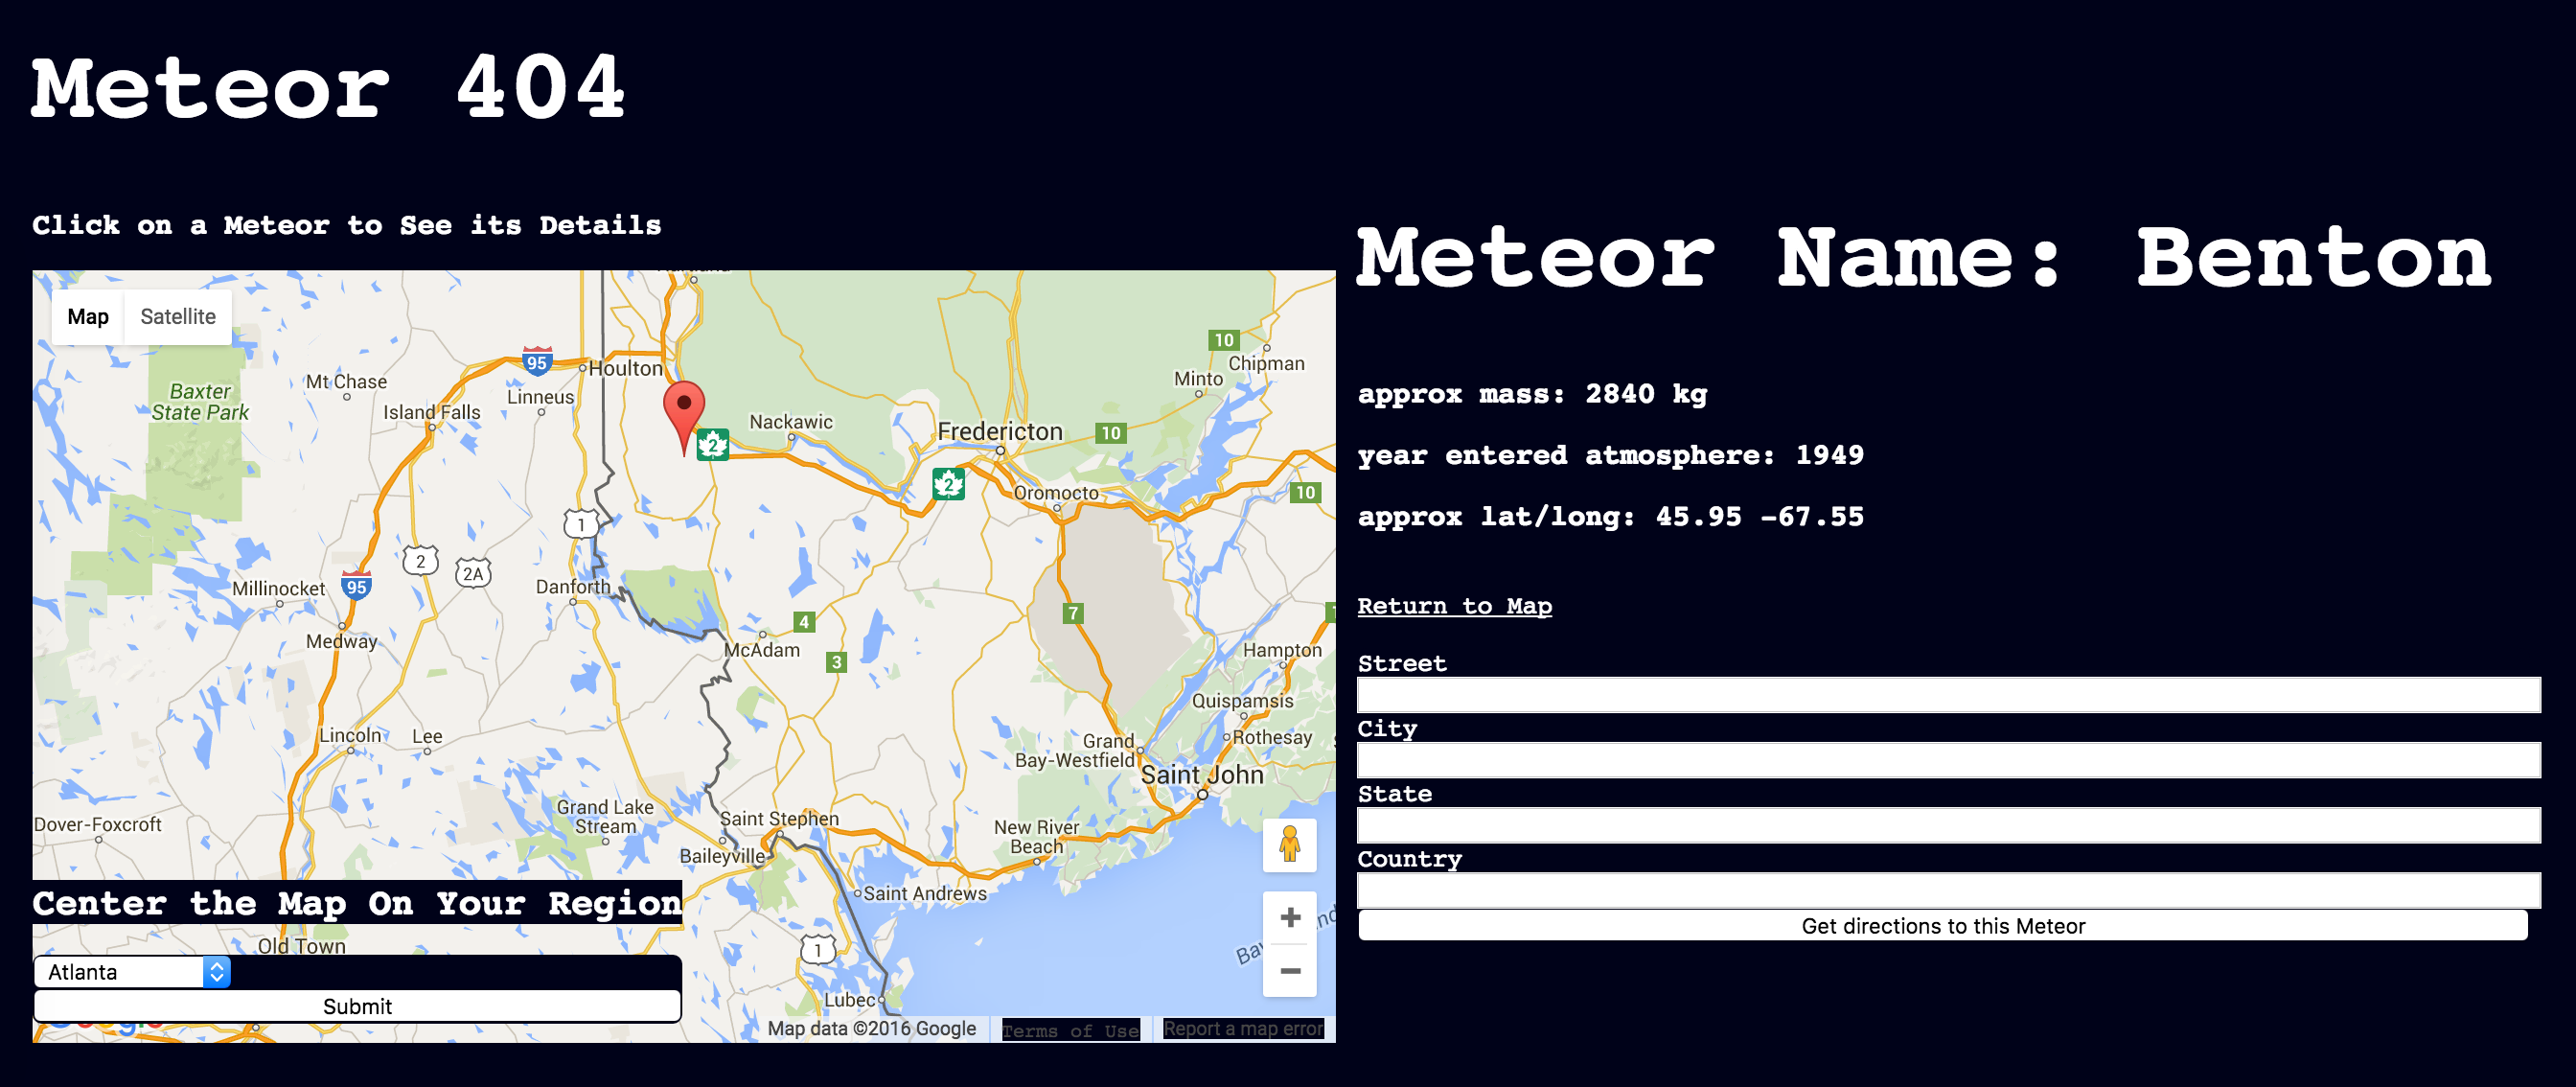 Meteor 404
Click on a Meteor to See its Details
Map
Satellite
Baxter
State Park
Mt Chase
Island Falls
95
Linneus
Houlton
Nackawic
2
Fredericton
10
Minto
Chipman
10
2
Oromocto
10
1
2
2A
Millinocket
95
Danforth
Medway
McAdam
4
3
7
Hampton
Quispamsis
Rothesay
Lincoln
Lee
Grand
Bay-Westfield
Saint John
Dover-Foxcroft
Grand Lake
Stream
Saint Stephen
Baileyville
New River
Beach
Saint Andrews
Center the Map On Your Region
Old Town
1
Atlanta
Submit
Lubec
Map data ©2016 Google
Terms of Use
Report a map error
Meteor Name: Benton
approx mass: 2840 kg
year entered atmosphere: 1949
approx lat/long: 45.95 -67.55
Return to Map
Street
City
State
Country
Get directions to this Meteor